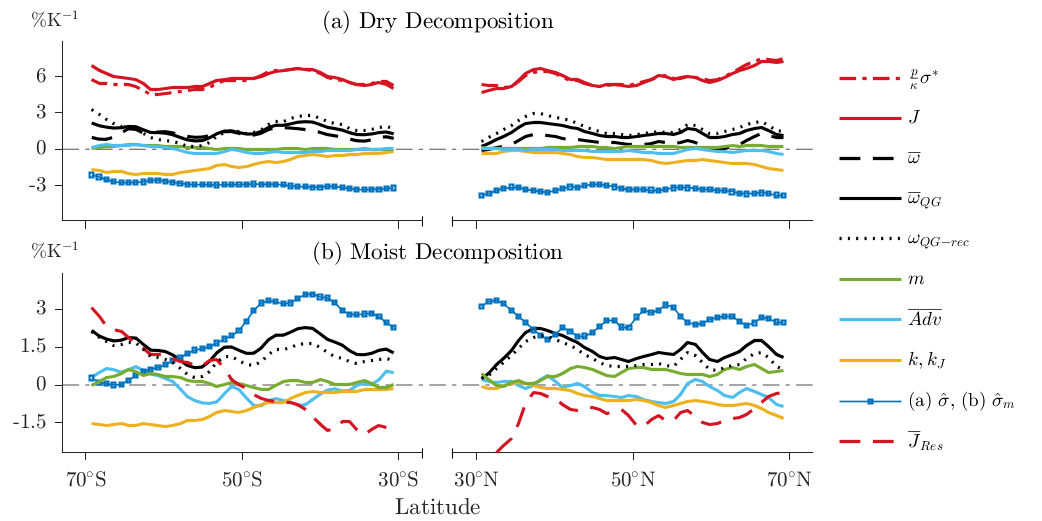 (a) Dry Decomposition
%K⁻¹
6
3
0
-3
(b) Moist Decomposition
%K⁻¹
3
1.5
0
-1.5
70°S 50°S 30°S 30°N 50°N 70°N
Latitude
p/κ σ*
J
ω̅
ω̅_QG
ω_QG−rec
m
A̅d̅v̅
k, k_J
(a) σ̂, (b) σ̂_m
J̅_Res